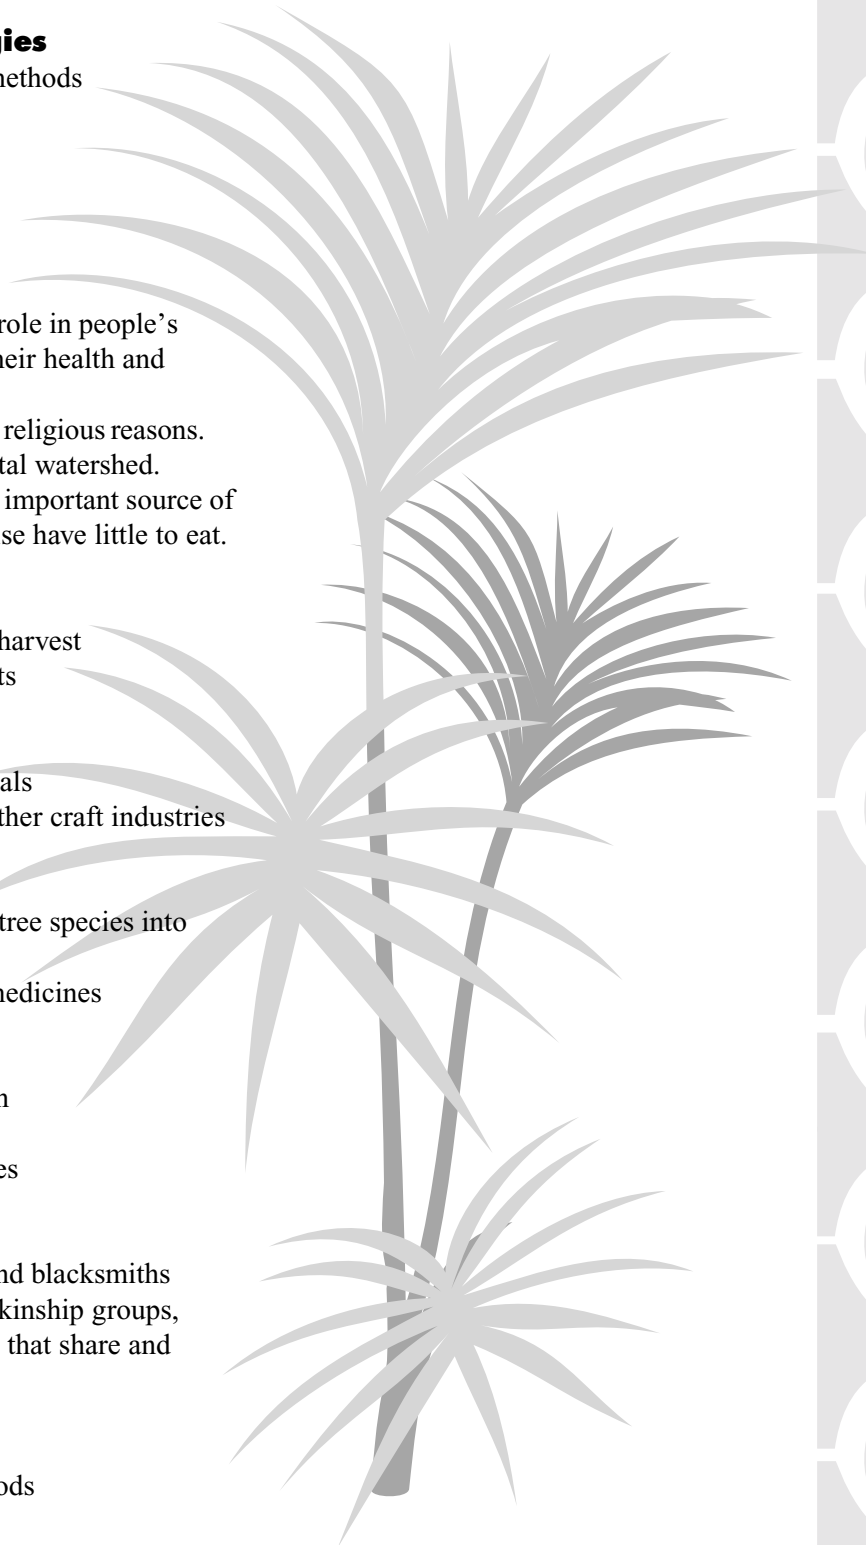 gies
methods
role in people’s
heir health and
religious reasons.
tal watershed.
important source of
se have little to eat.
harvest
ts
als
ther craft industries
tree species into
medicines
n
es
nd blacksmiths
kinship groups,
that share and
ods